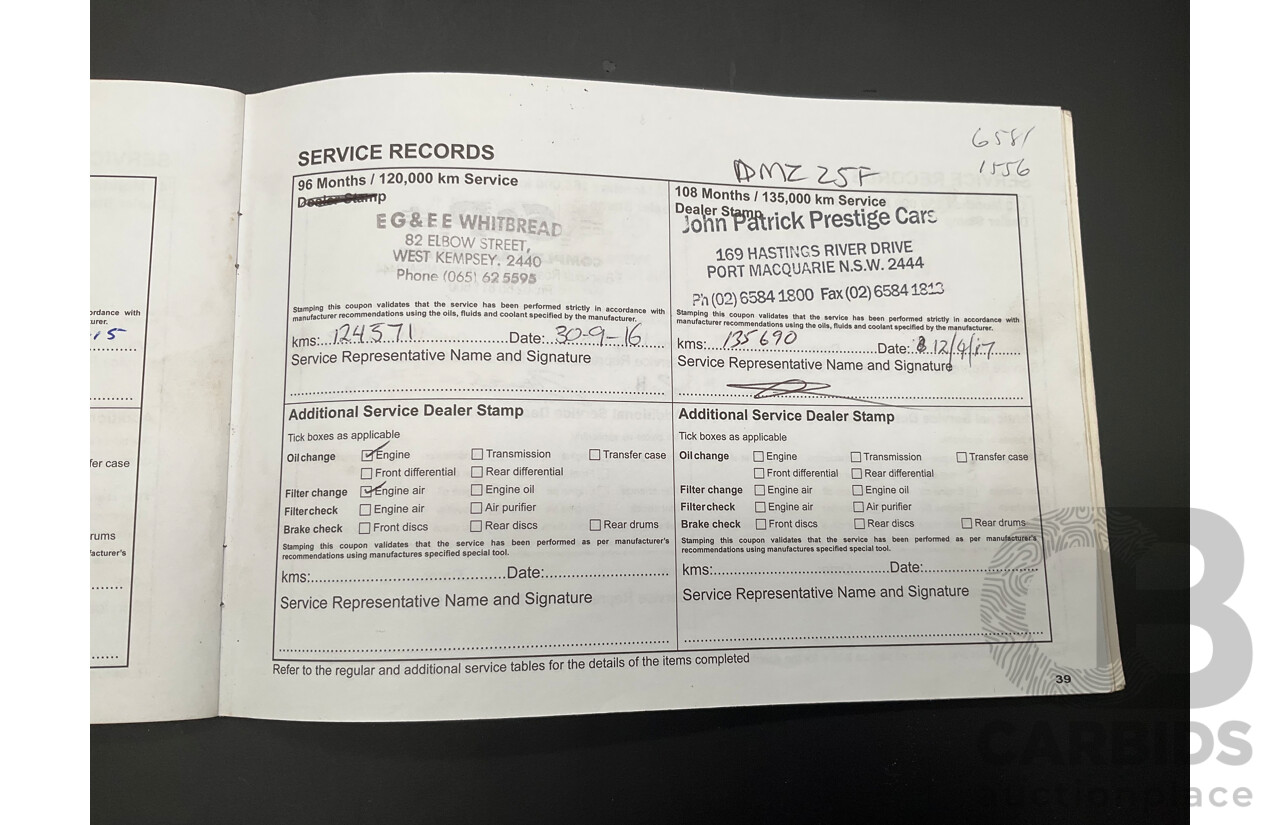 6581
1556
SERVICE RECORDS
DMZ 25F
96 Months / 120,000 km Service
Dealer Stamp
EG&EE WHITBREAD
82 ELBOW STREET,
WEST KEMPSEY. 2440
Phone (065) 62 5595
Stamping this coupon validates that the service has been performed strictly in accordance with
manufacturer recommendations using the oils, fluids and coolant specified by the manufacturer.
kms: 124371 Date: 30-9-16
Service Representative Name and Signature
Additional Service Dealer Stamp
Tick boxes as applicable
Oil change Engine Transmission Transfer case
Front differential Rear differential
Filter change Engine air Engine oil
Filter check Engine air Air purifier
Brake check Front discs Rear discs Rear drums
Stamping this coupon validates that the service has been performed as per manufacturer's
recommendations using manufactures specified special tool.
kms: Date:
Service Representative Name and Signature
108 Months / 135,000 km Service
Dealer Stamp
John Patrick Prestige Cars
169 HASTINGS RIVER DRIVE
PORT MACQUARIE N.S.W. 2444
Ph (02) 6584 1800 Fax (02) 6584 1813
Stamping this coupon validates that the service has been performed strictly in accordance with
manufacturer recommendations using the oils, fluids and coolant specified by the manufacturer.
kms: 135690 Date: 12/4/17
Service Representative Name and Signature
Additional Service Dealer Stamp
Tick boxes as applicable
Oil change Engine Transmission Transfer case
Front differential Rear differential
Filter change Engine air Engine oil
Filter check Engine air Air purifier
Brake check Front discs Rear discs Rear drums
Stamping this coupon validates that the service has been performed as per manufacturer's
recommendations using manufactures specified special tool.
kms: Date:
Service Representative Name and Signature
Refer to the regular and additional service tables for the details of the items completed
39
CARBIDS
auctionplace